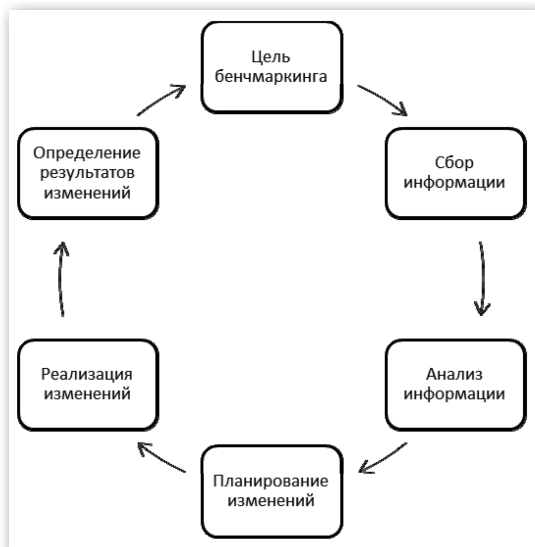 Цель
бенчмаркинга
Сбор
информации
Анализ
информации
Планирование
изменений
Реализация
изменений
Определение
результатов
изменений